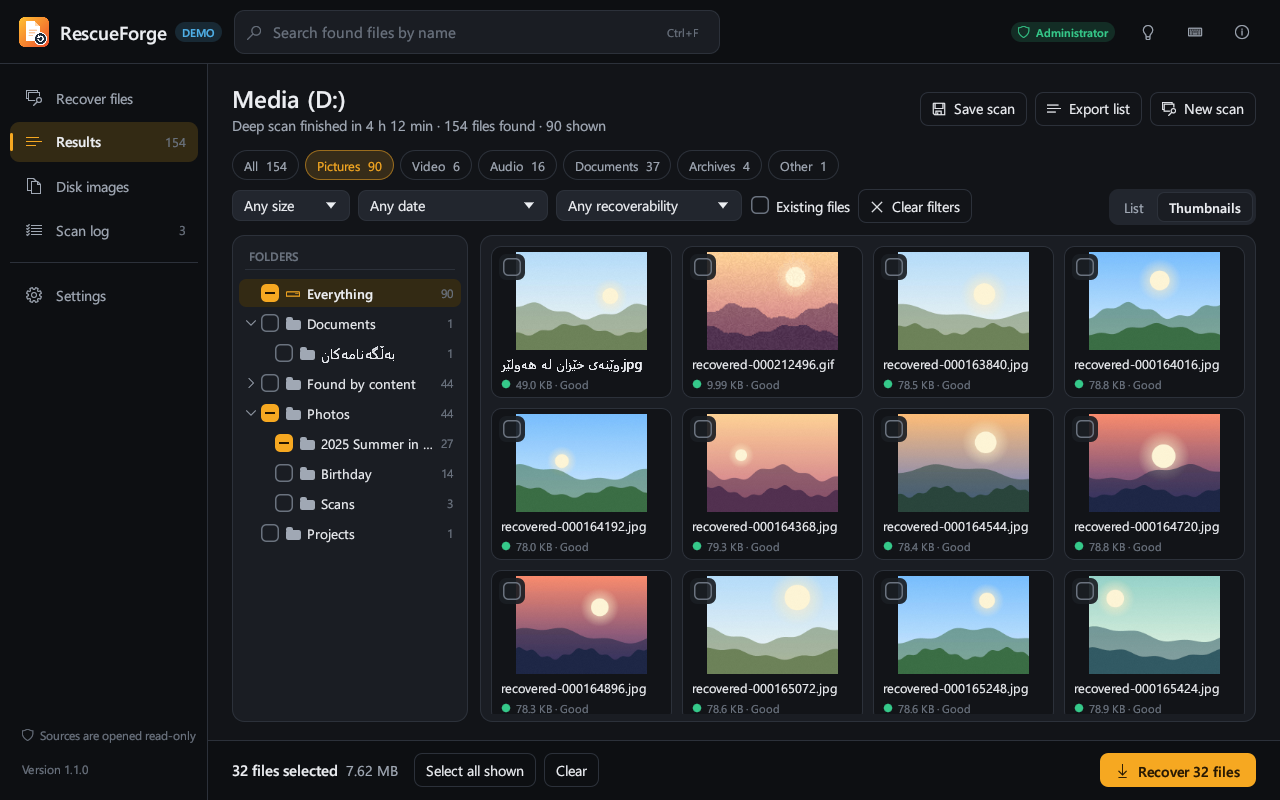 RescueForge DEMO
Search found files by name Ctrl+F
Administrator
Recover files
Results 154
Disk images
Scan log 3
Settings
Sources are opened read-only
Version 1.1.0
Media (D:)
Deep scan finished in 4 h 12 min · 154 files found · 90 shown
Save scan Export list New scan
All 154 Pictures 90 Video 6 Audio 16 Documents 37 Archives 4 Other 1
Any size Any date Any recoverability Existing files Clear filters List Thumbnails
FOLDERS
Everything 90
Documents 1
بەڵگەنامەکان 1
Found by content 44
Photos 44
2025 Summer in ... 27
Birthday 14
Scans 3
Projects 1
وێنەی خێزان لە هەولێر.jpg
49.0 KB · Good
recovered-000212496.gif
9.99 KB · Good
recovered-000163840.jpg
78.5 KB · Good
recovered-000164016.jpg
78.8 KB · Good
recovered-000164192.jpg
78.0 KB · Good
recovered-000164368.jpg
79.3 KB · Good
recovered-000164544.jpg
78.4 KB · Good
recovered-000164720.jpg
78.8 KB · Good
recovered-000164896.jpg
78.3 KB · Good
recovered-000165072.jpg
78.6 KB · Good
recovered-000165248.jpg
78.6 KB · Good
recovered-000165424.jpg
78.9 KB · Good
32 files selected 7.62 MB Select all shown Clear Recover 32 files